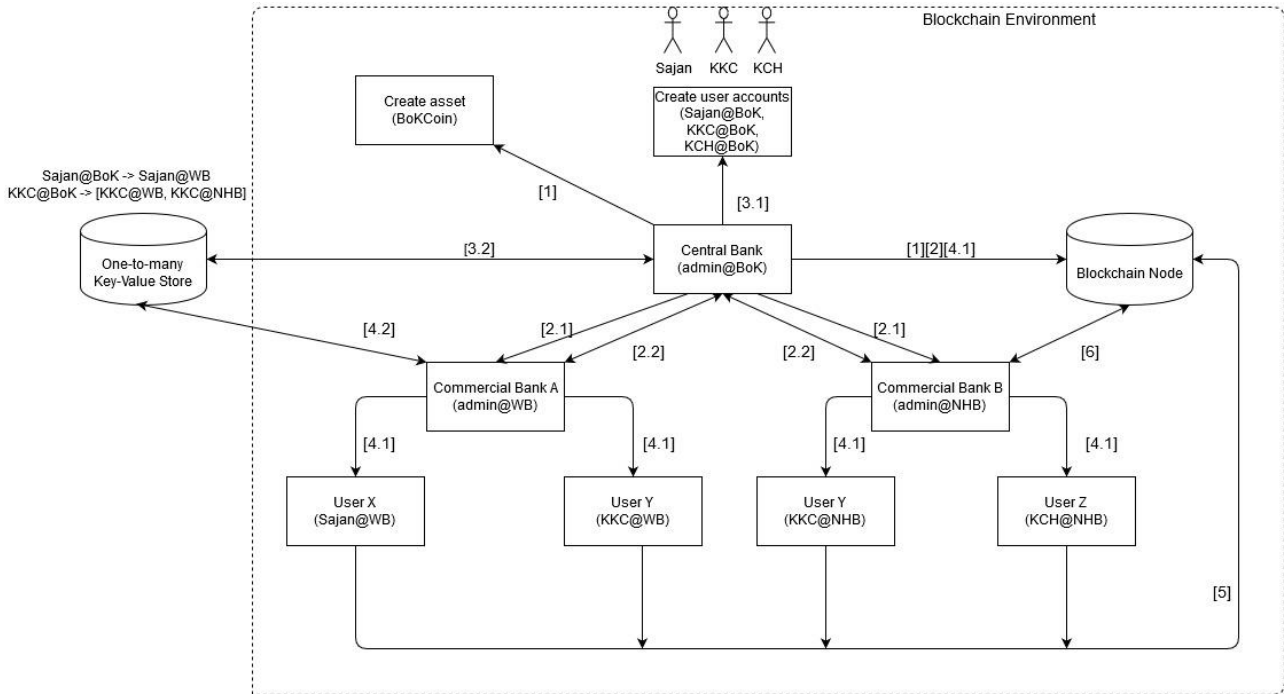 Blockchain Environment
Sajan
KKC
KCH
Create asset
(BoKCoin)
Create user accounts
(Sajan@BoK,
KKC@BoK,
KCH@BoK)
Sajan@BoK -> Sajan@WB
KKC@BoK -> [KKC@WB, KKC@NHB]
[1]
[3.1]
One-to-many
Key-Value Store
[3.2]
Central Bank
(admin@BoK)
[1][2][4.1]
Blockchain Node
[4.2]
[2.1]
[2.2]
[2.2]
[2.1]
[6]
Commercial Bank A
(admin@WB)
Commercial Bank B
(admin@NHB)
[4.1]
[4.1]
[4.1]
[4.1]
User X
(Sajan@WB)
User Y
(KKC@WB)
User Y
(KKC@NHB)
User Z
(KCH@NHB)
[5]